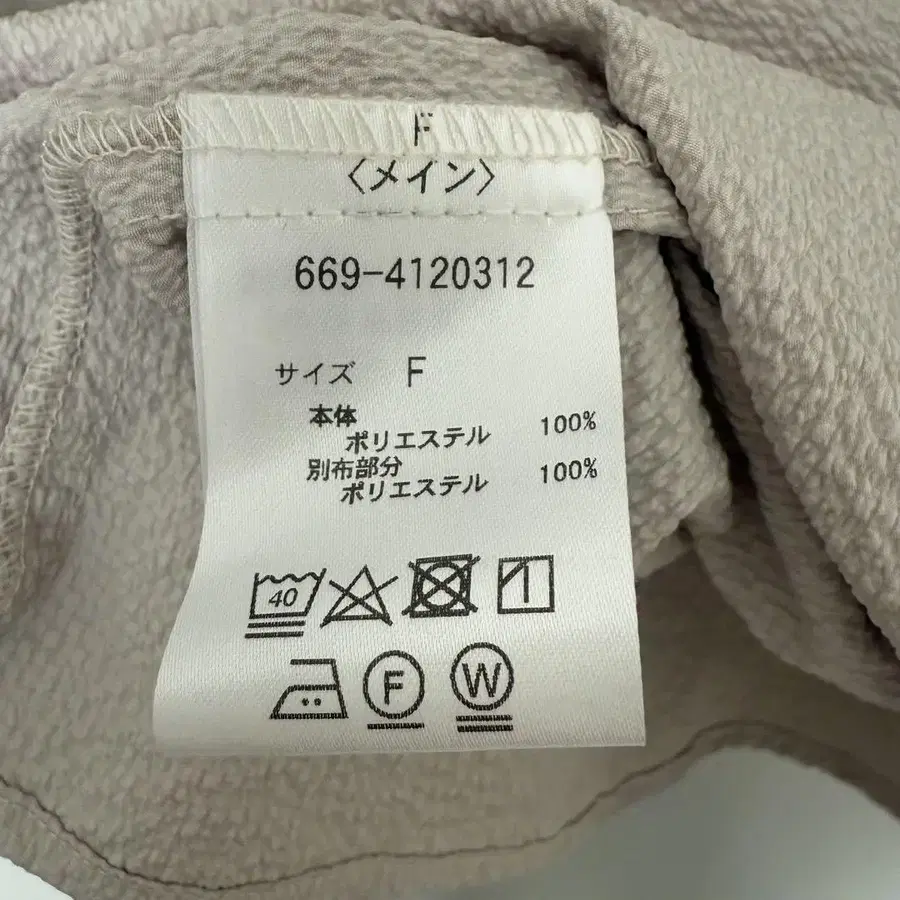 F
〈メイン〉
669-4120312
サイズ F
本体
ポリエステル 100%
別布部分
ポリエステル 100%
40
F
W